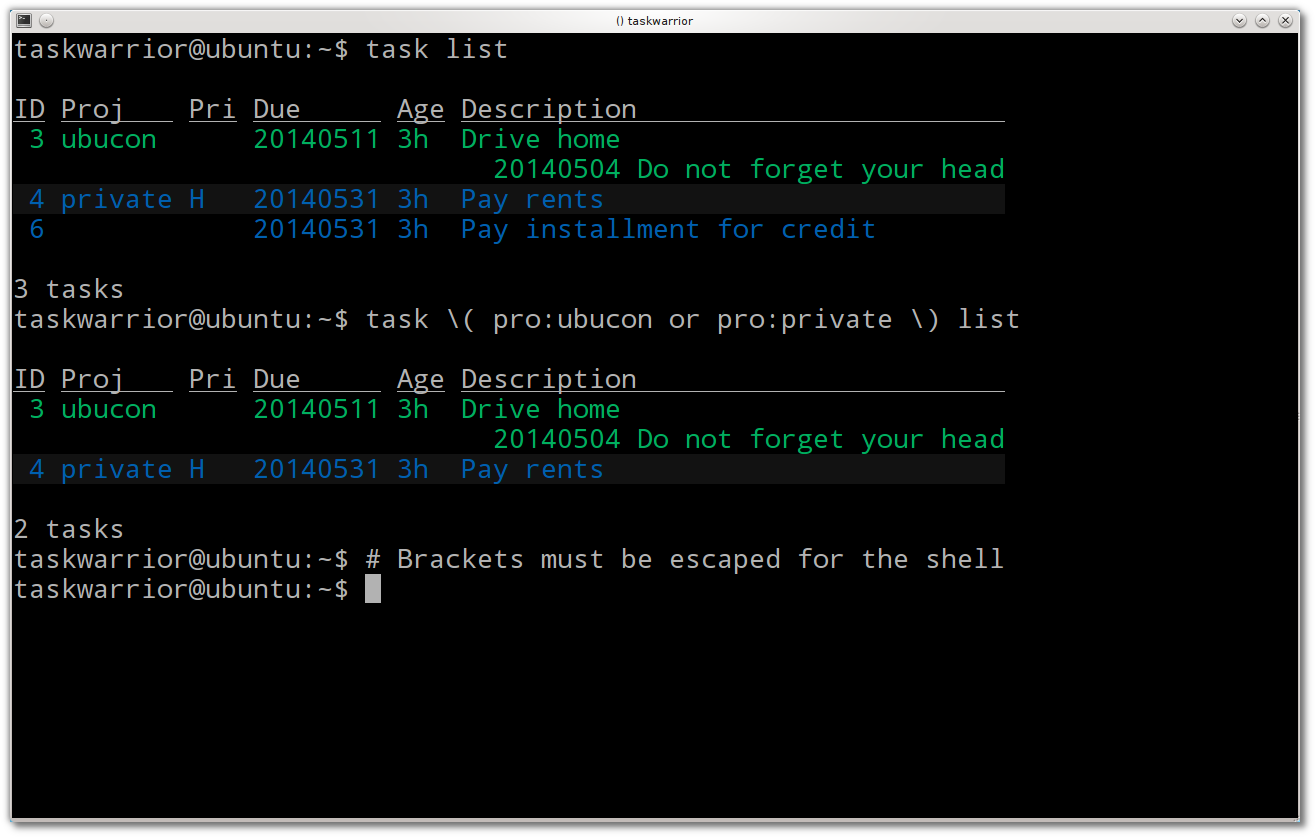 () taskwarrior
taskwarrior@ubuntu:~$ task list
ID Proj Pri Due Age Description
3 ubucon 20140511 3h Drive home
20140504 Do not forget your head
4 private H 20140531 3h Pay rents
6 20140531 3h Pay installment for credit
3 tasks
taskwarrior@ubuntu:~$ task \( pro:ubucon or pro:private \) list
ID Proj Pri Due Age Description
3 ubucon 20140511 3h Drive home
20140504 Do not forget your head
4 private H 20140531 3h Pay rents
2 tasks
taskwarrior@ubuntu:~$ # Brackets must be escaped for the shell
taskwarrior@ubuntu:~$